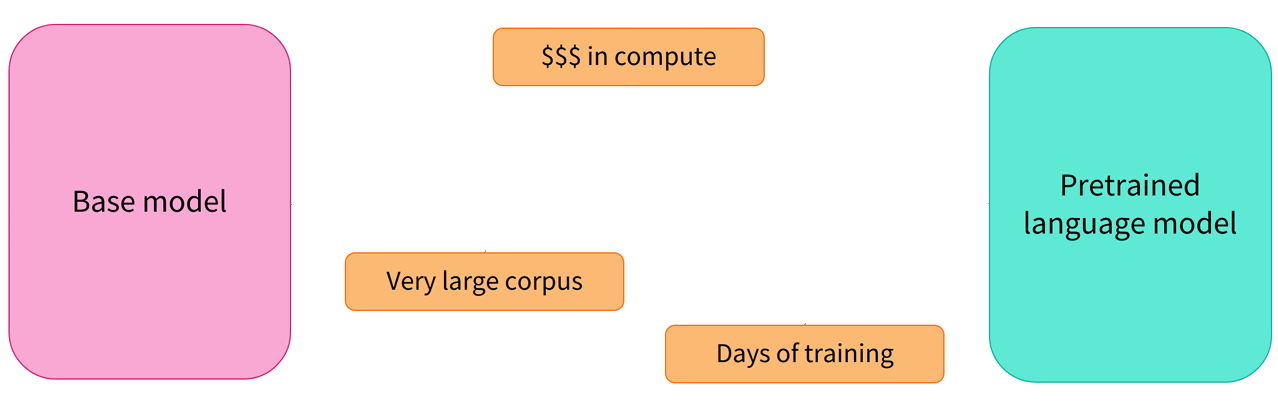 $$$ in compute
Base model
Pretrained
language model
Very large corpus
Days of training